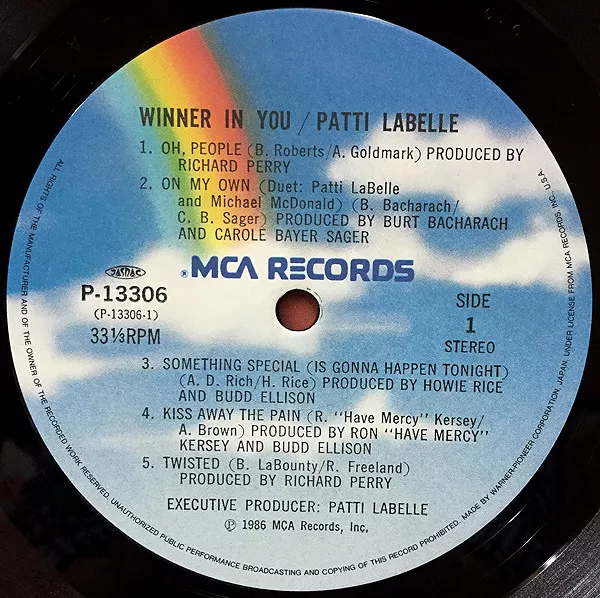 WINNER IN YOU / PATTI LABELLE
1. OH, PEOPLE (B. Roberts/A. Goldmark) PRODUCED BY
RICHARD PERRY
2. ON MY OWN (Duet: Patti LaBelle
and Michael McDonald) (B. Bacharach/
C. B. Sager) PRODUCED BY BURT BACHARACH
AND CAROLE BAYER SAGER
JASRAC
® MCA RECORDS
P-13306
(P-13306-1)
33⅓RPM
SIDE
1
STEREO
3. SOMETHING SPECIAL (IS GONNA HAPPEN TONIGHT)
(A. D. Rich/H. Rice) PRODUCED BY HOWIE RICE
AND BUDD ELLISON
4. KISS AWAY THE PAIN (R. "Have Mercy" Kersey/
A. Brown) PRODUCED BY RON "HAVE MERCY"
KERSEY AND BUDD ELLISON
5. TWISTED (B. LaBounty/R. Freeland)
PRODUCED BY RICHARD PERRY
EXECUTIVE PRODUCER: PATTI LABELLE
℗ 1986 MCA Records, Inc,
ALL RIGHTS OF THE MANUFACTURER AND OF THE OWNER OF THE RECORDED WORK RESERVED. UNAUTHORIZED PUBLIC PERFORMANCE BROADCASTING AND COPYING OF THIS RECORD PROHIBITED. MADE BY WARNER-PIONEER CORPORATION, JAPAN, UNDER LICENSE FROM MCA RECORDS, INC., U.S.A.